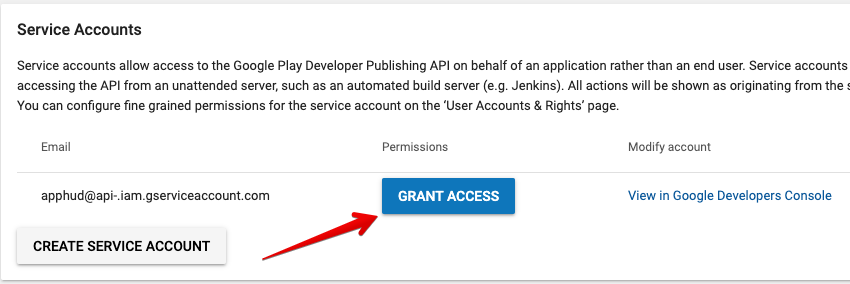 Service Accounts
Service accounts allow access to the Google Play Developer Publishing API on behalf of an application rather than an end user. Service accounts
accessing the API from an unattended server, such as an automated build server (e.g. Jenkins). All actions will be shown as originating from the s
You can configure fine grained permissions for the service account on the ‘User Accounts & Rights’ page.
Email Permissions Modify account
apphud@api-.iam.gserviceaccount.com GRANT ACCESS View in Google Developers Console
CREATE SERVICE ACCOUNT